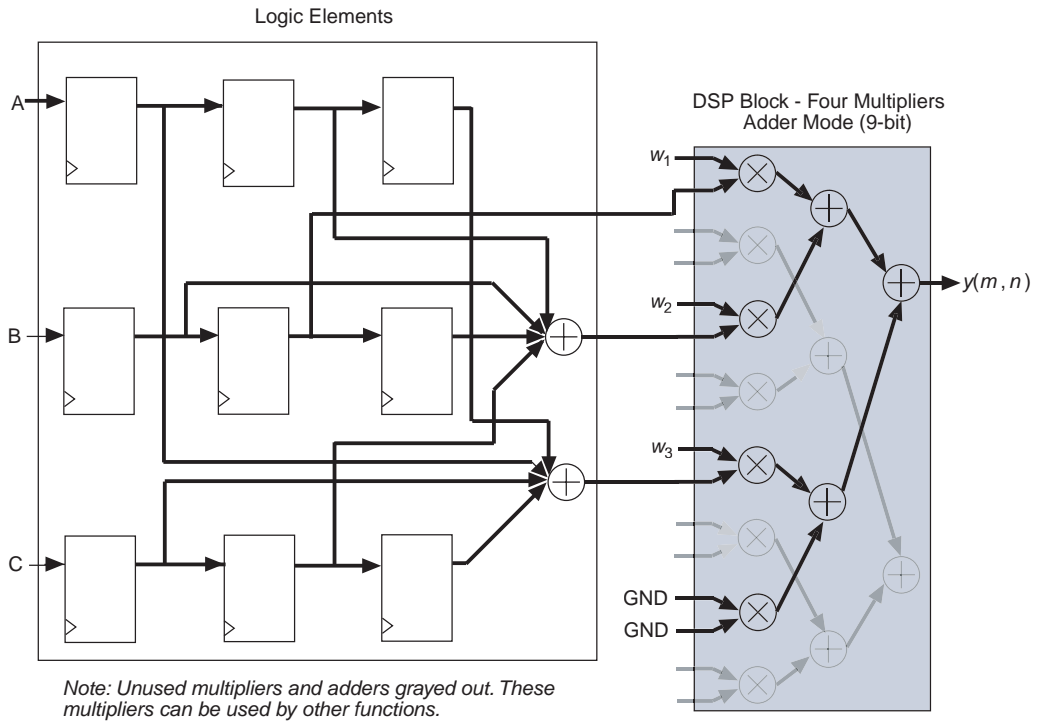 Logic Elements
A
B
C
DSP Block - Four Multipliers
Adder Mode (9-bit)
w1
w2
w3
GND
GND
y(m,n)
Note: Unused multipliers and adders grayed out. These
multipliers can be used by other functions.